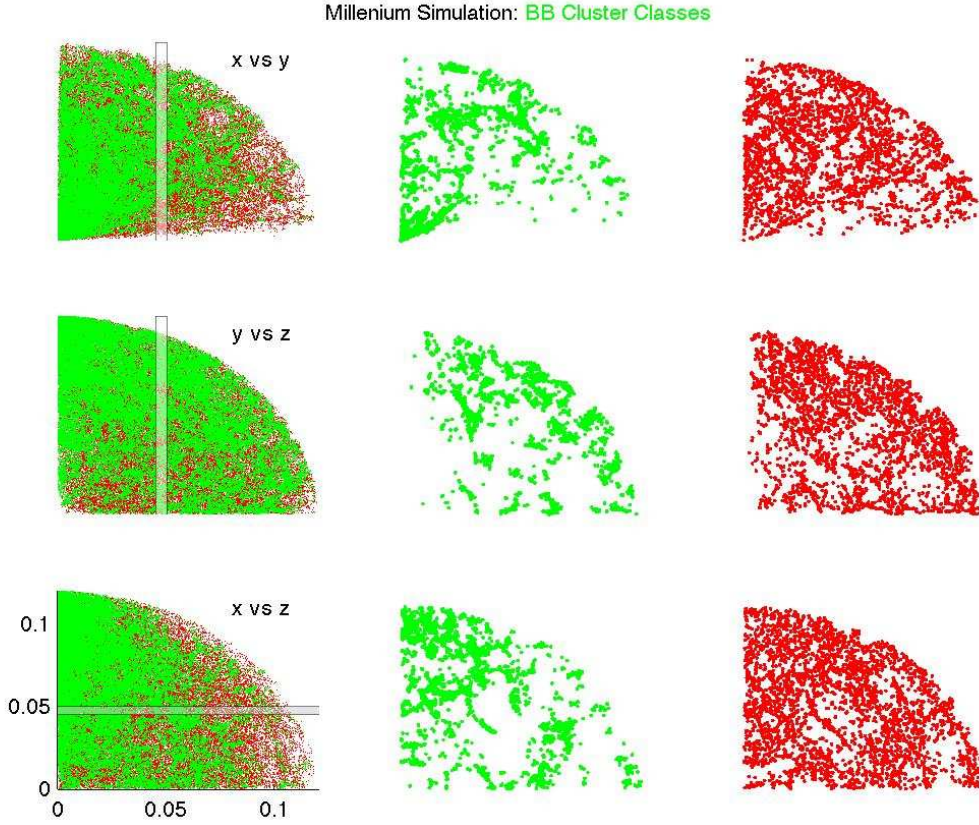 Millenium Simulation: BB Cluster Classes
x vs y
y vs z
x vs z
0.1
0.05
0
0 0.05 0.1